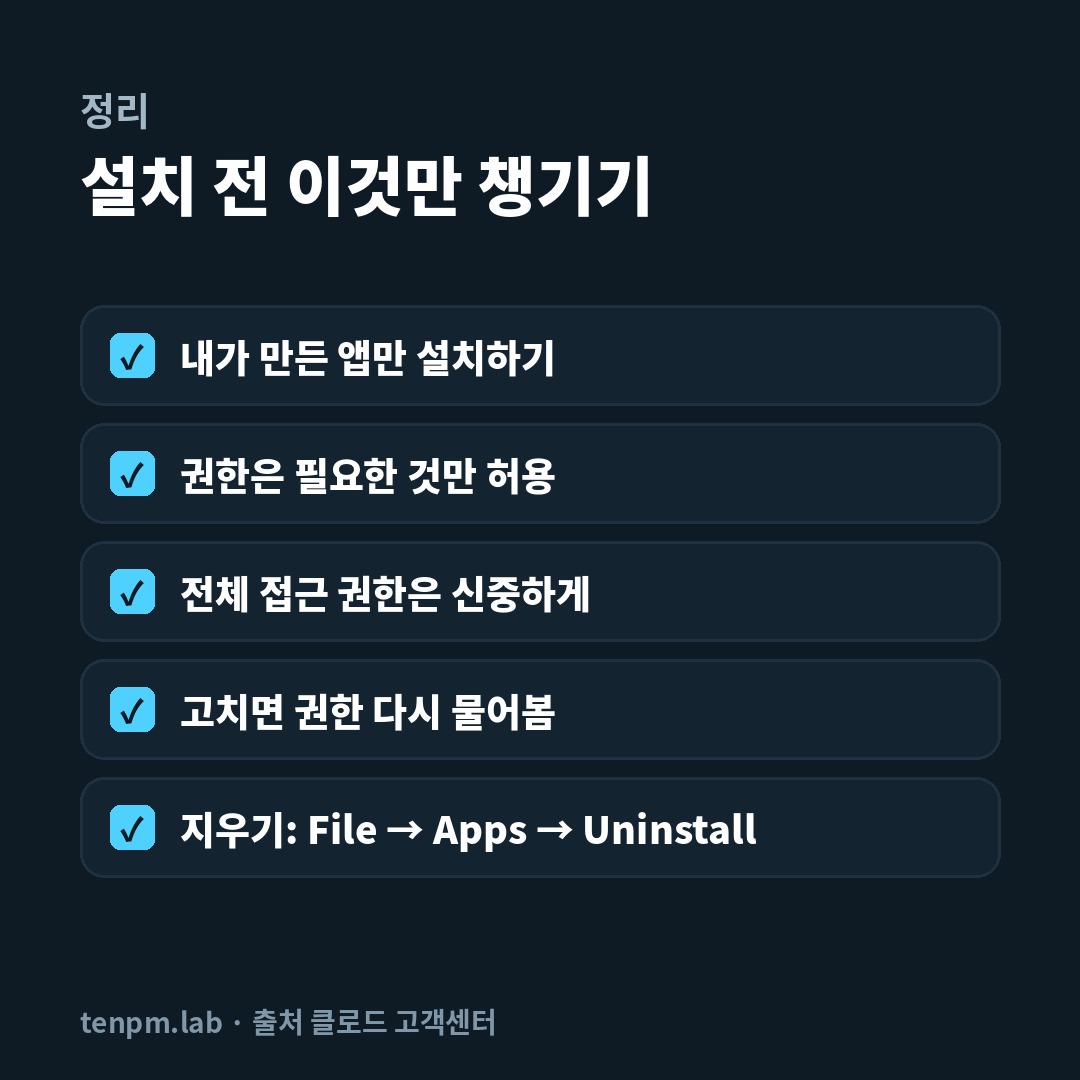 정리
설치 전 이것만 챙기기
✓ 내가 만든 앱만 설치하기
✓ 권한은 필요한 것만 허용
✓ 전체 접근 권한은 신중하게
✓ 고치면 권한 다시 물어봄
✓ 지우기: File → Apps → Uninstall
tenpm.lab · 출처 클로드 고객센터